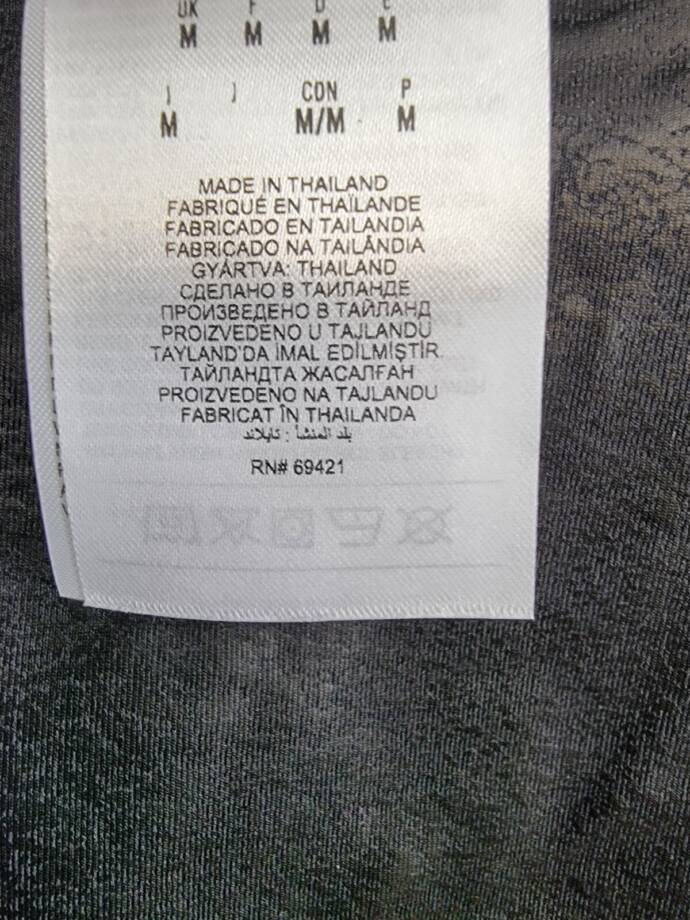 UK F D E
M M M M
I J CON P
M M/M M
MADE IN THAILAND
FABRIQUÉ EN THAÏLANDE
FABRICADO EN TAILANDIA
FABRICADO NA TAILÂNDIA
GYÁRTVA: THAILAND
СДЕЛАНО В ТАИЛАНДЕ
ПРОИЗВЕДЕНО В ТАЙЛАНД
PROIZVEDENO U TAJLANDU
TAYLAND'DA İMAL EDİLMİŞTİR.
ТАЙЛАНДТА ЖАСАЛҒАН
PROIZVEDENO NA TAJLANDU
FABRICAT ÎN THAILANDA
بلد المنشأ : تايلاند
RN# 69421